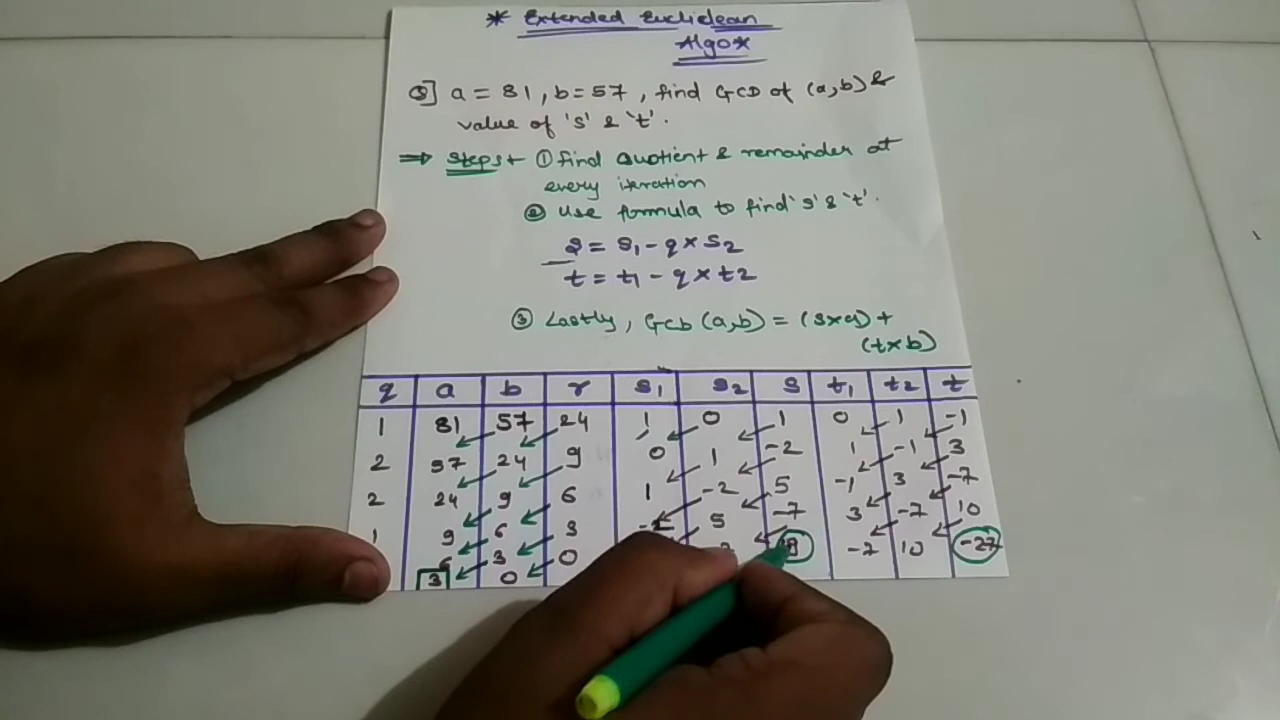 * Extended Euclidean
Algo *
Q] a = 81, b = 57, find GCD of (a,b) &
value of 's' & 't'.
⇒ Steps → ① find Quotient & remainder at
every iteration
② Use formula to find 's' & 't'.
s = s1 - q × s2
t = t1 - q × t2
③ Lastly, GCD (a,b) = (s×a) +
(t×b)
q a b r s1 s2 s t1 t2 t
1 81 57 24 1 0 1 0 1 -1
2 57 24 9 0 1 -2 1 -1 3
2 24 9 6 1 -2 5 -1 3 -7
1 9 6 3 -2 5 -7 3 -7 10
6 3 0 -7 10 -27
3 0